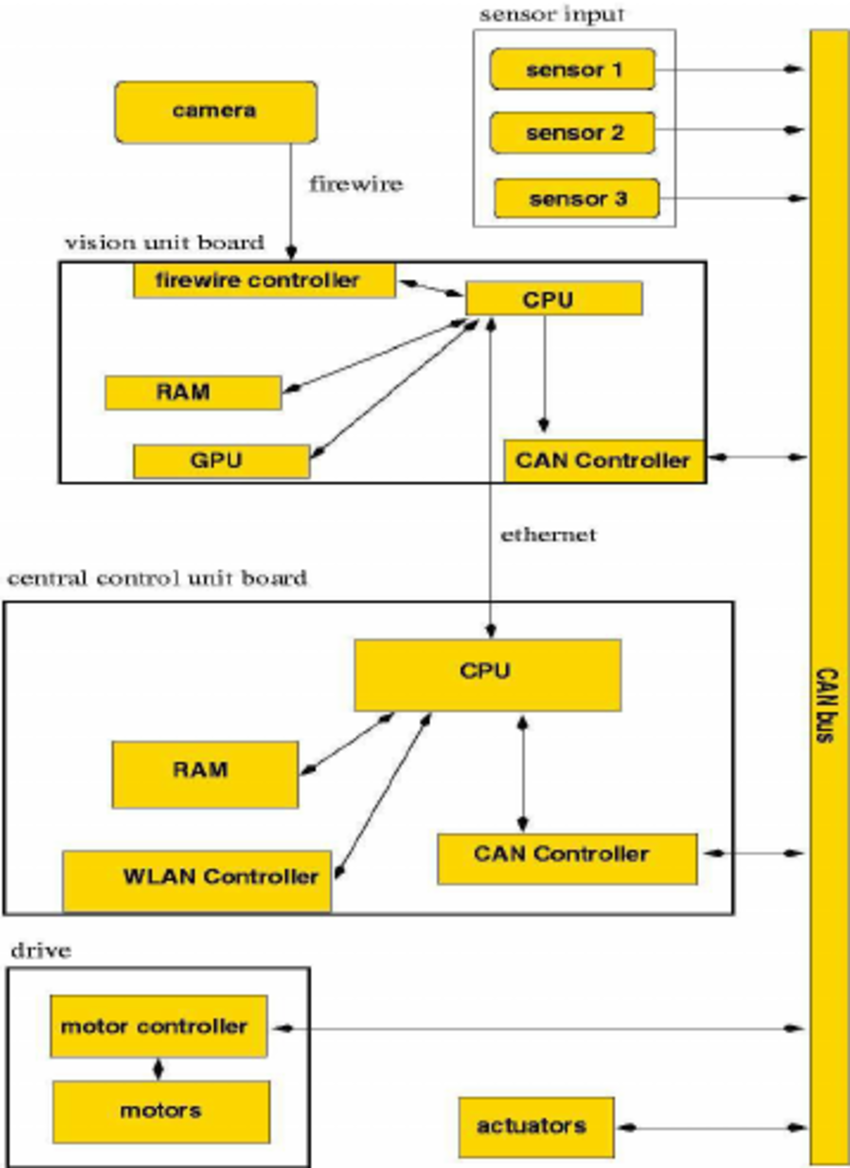 sensor input
sensor 1
camera
sensor 2
firewire
sensor 3
vision unit board
firewire controller
CPU
RAM
GPU
CAN Controller
ethernet
central control unit board
CPU
CAN bus
RAM
CAN Controller
WLAN Controller
drive
motor controller
motors
actuators